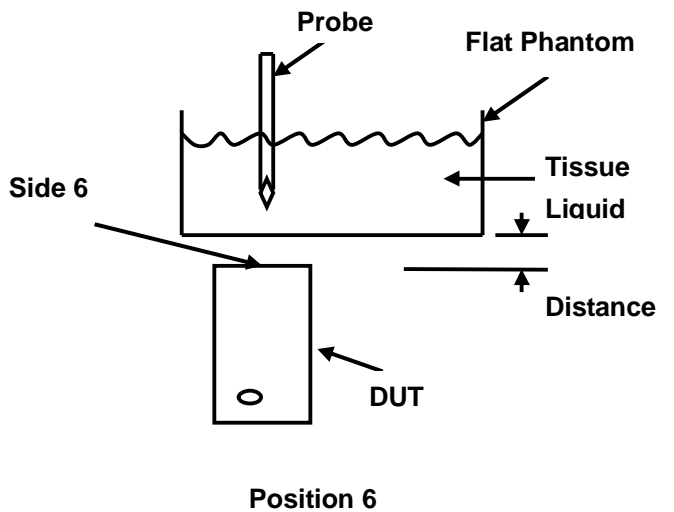 Probe
Flat Phantom
Tissue
Side 6
Liquid
Distance
DUT
Position 6